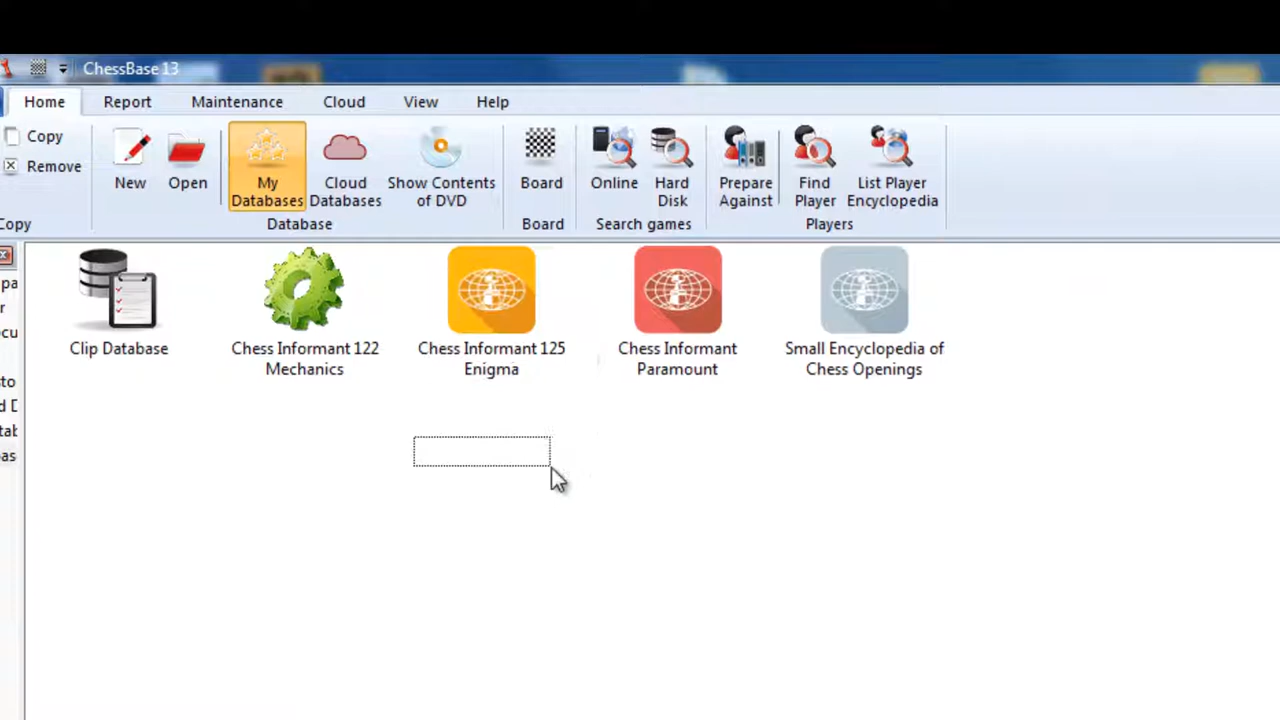 ChessBase 13
Home Report Maintenance Cloud View Help
Copy
Remove
New
Open
My
Databases
Cloud
Databases
Show Contents
of DVD
Board
Online
Hard
Disk
Prepare
Against
Find
Player
List Player
Encyclopedia
Copy
Database
Board
Search games
Players
Clip Database
Chess Informant 122
Mechanics
Chess Informant 125
Enigma
Chess Informant
Paramount
Small Encyclopedia of
Chess Openings